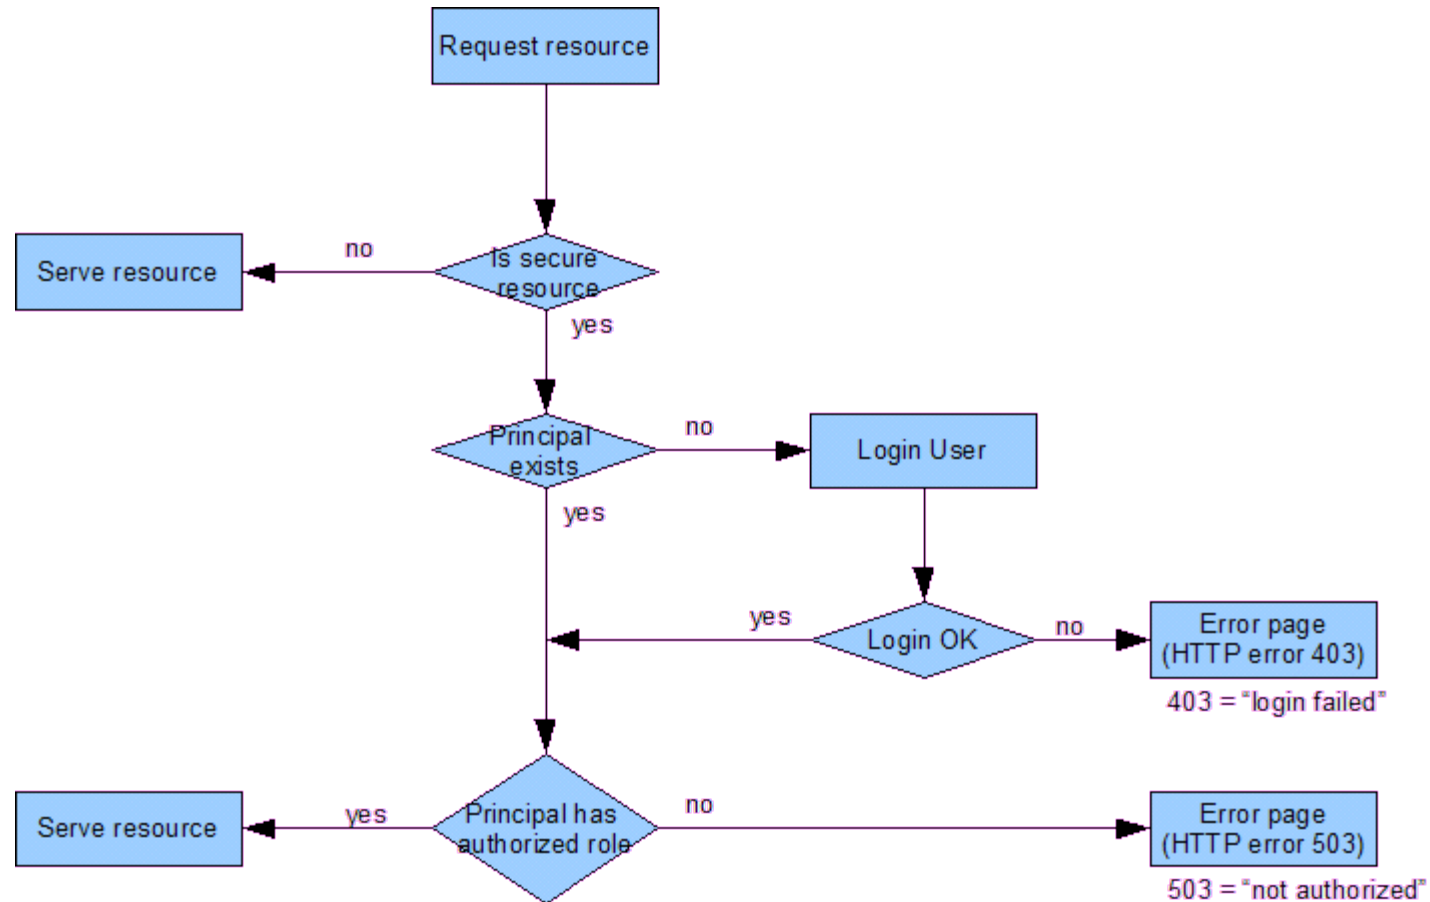 Request resource
no
Serve resource
Is secure
resource
yes
Principal
exists
no
Login User
yes
yes
Login OK
no
Error page
(HTTP error 403)
403 = “login failed”
Serve resource
yes
Principal has
authorized role
no
Error page
(HTTP error 503)
503 = “not authorized”